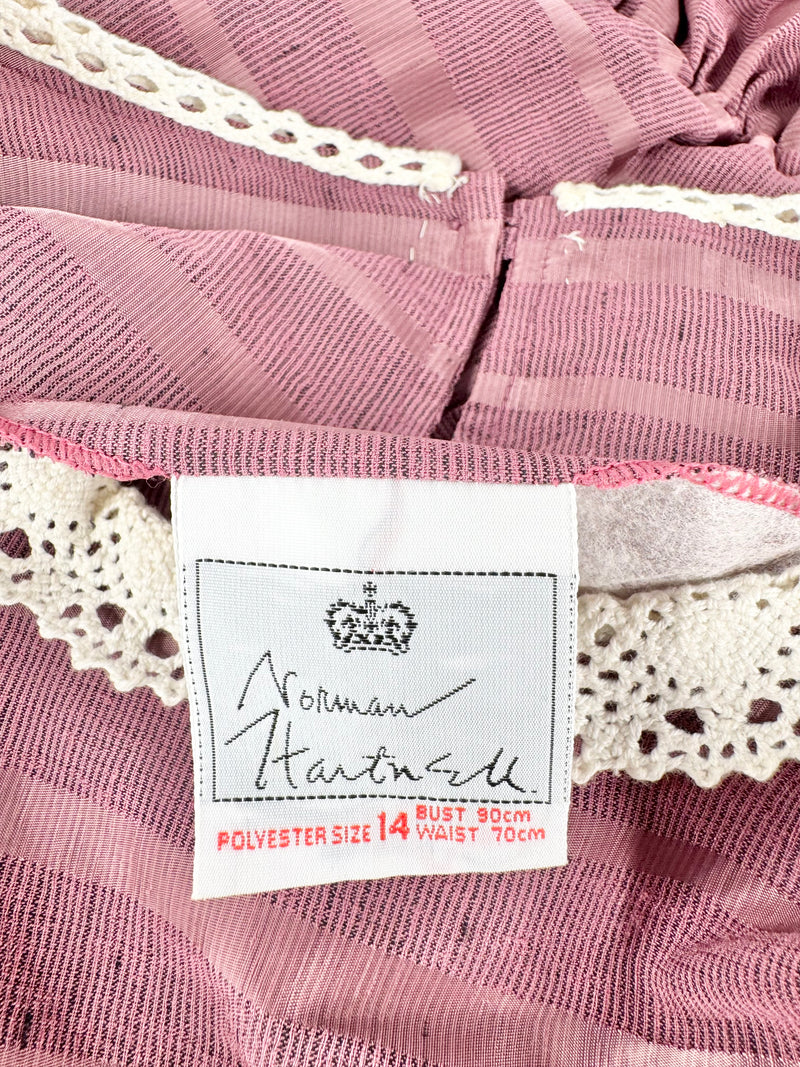 Norman
Hartnell.
POLYESTER SIZE 14 BUST 90cm
WAIST 70cm